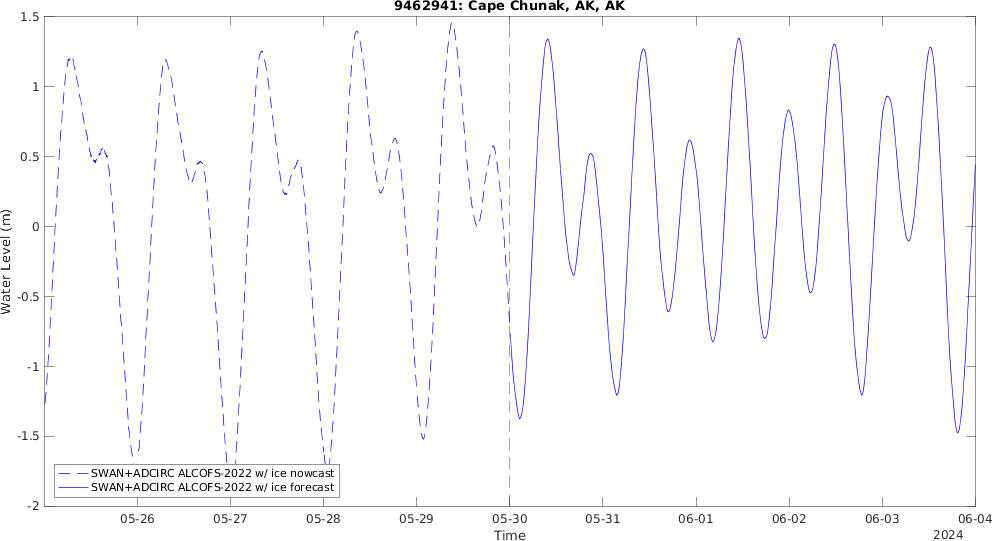 9462941: Cape Chunak, AK, AK
Water Level (m)
1.5
1
0.5
0
-0.5
-1
-1.5
-2
SWAN+ADCIRC ALCOFS-2022 w/ ice nowcast
SWAN+ADCIRC ALCOFS-2022 w/ ice forecast
05-26 05-27 05-28 05-29 05-30 05-31 06-01 06-02 06-03 06-04
Time
2024